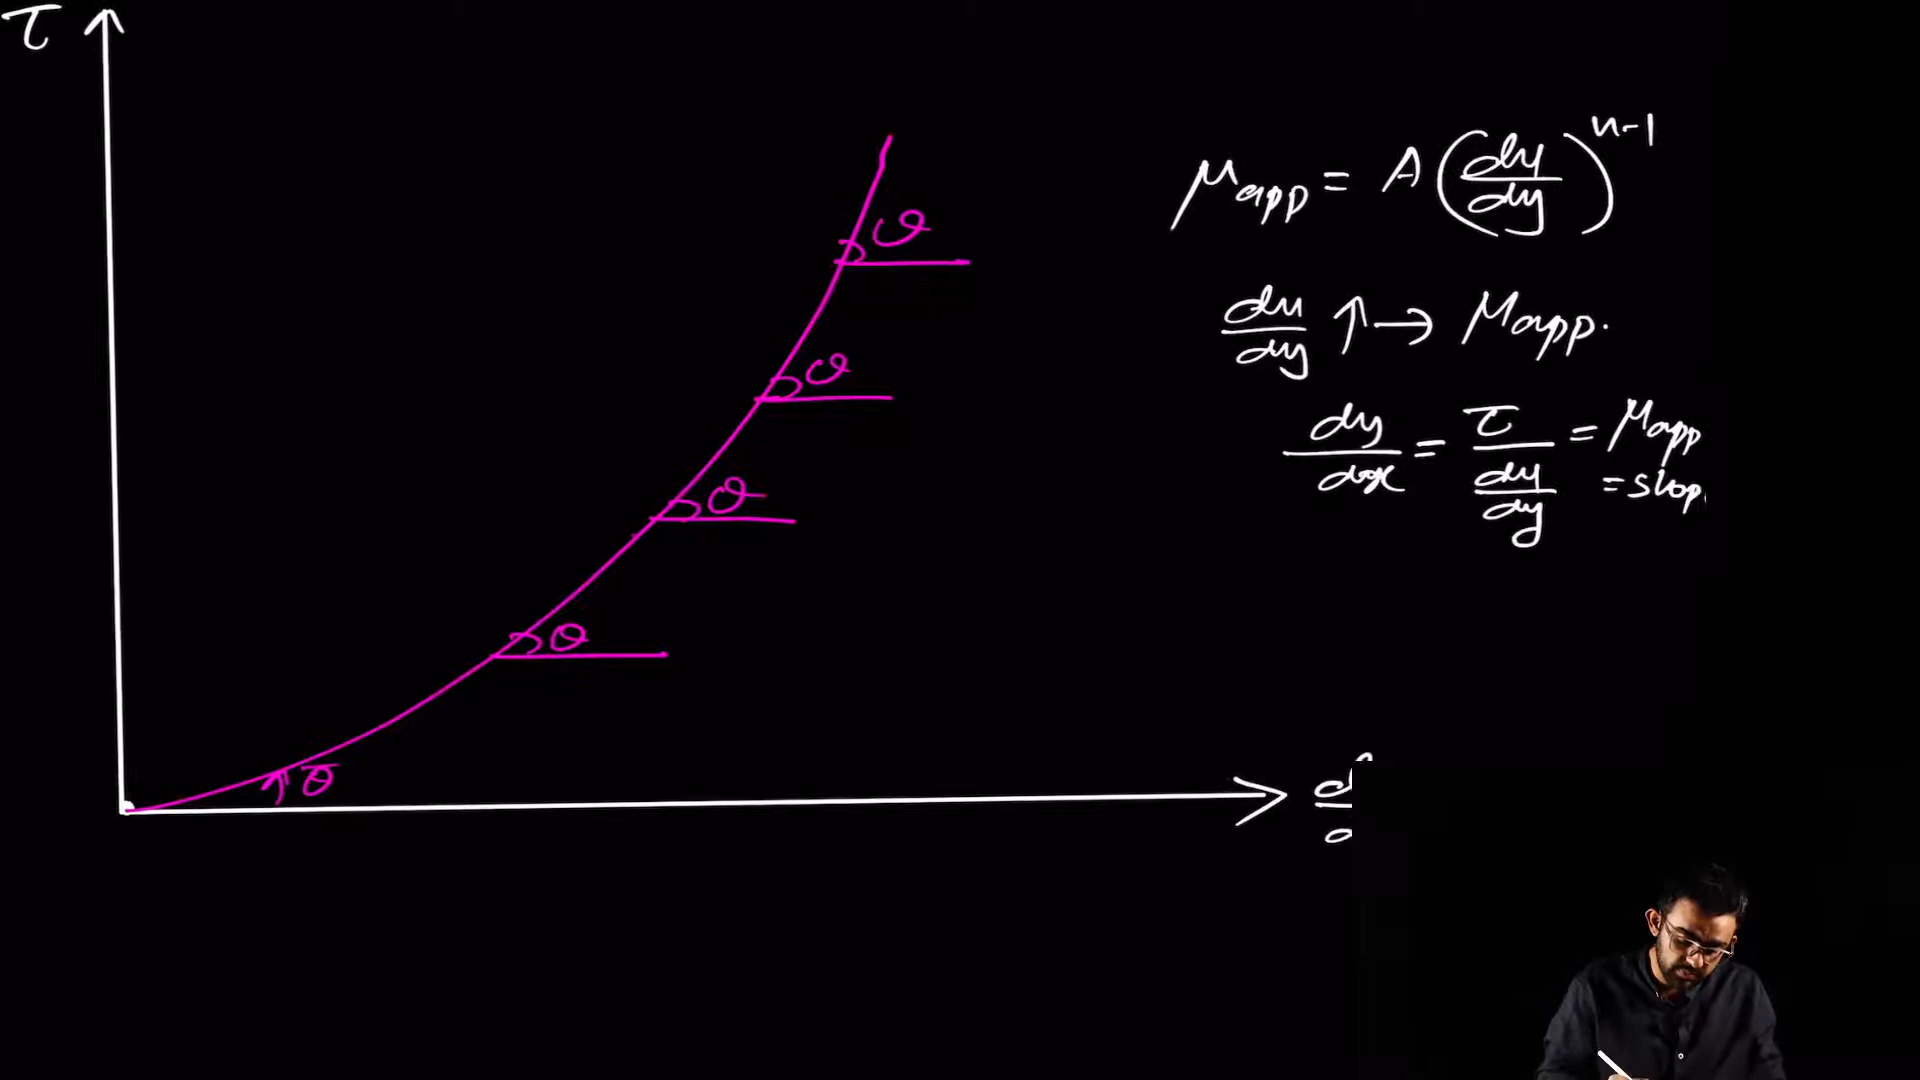 τ
μapp = A (du/dy)^n-1
du/dy ↑ → μapp.
dy/dx = τ / (du/dy) = μapp
= slop
θ
θ
θ
θ
θ